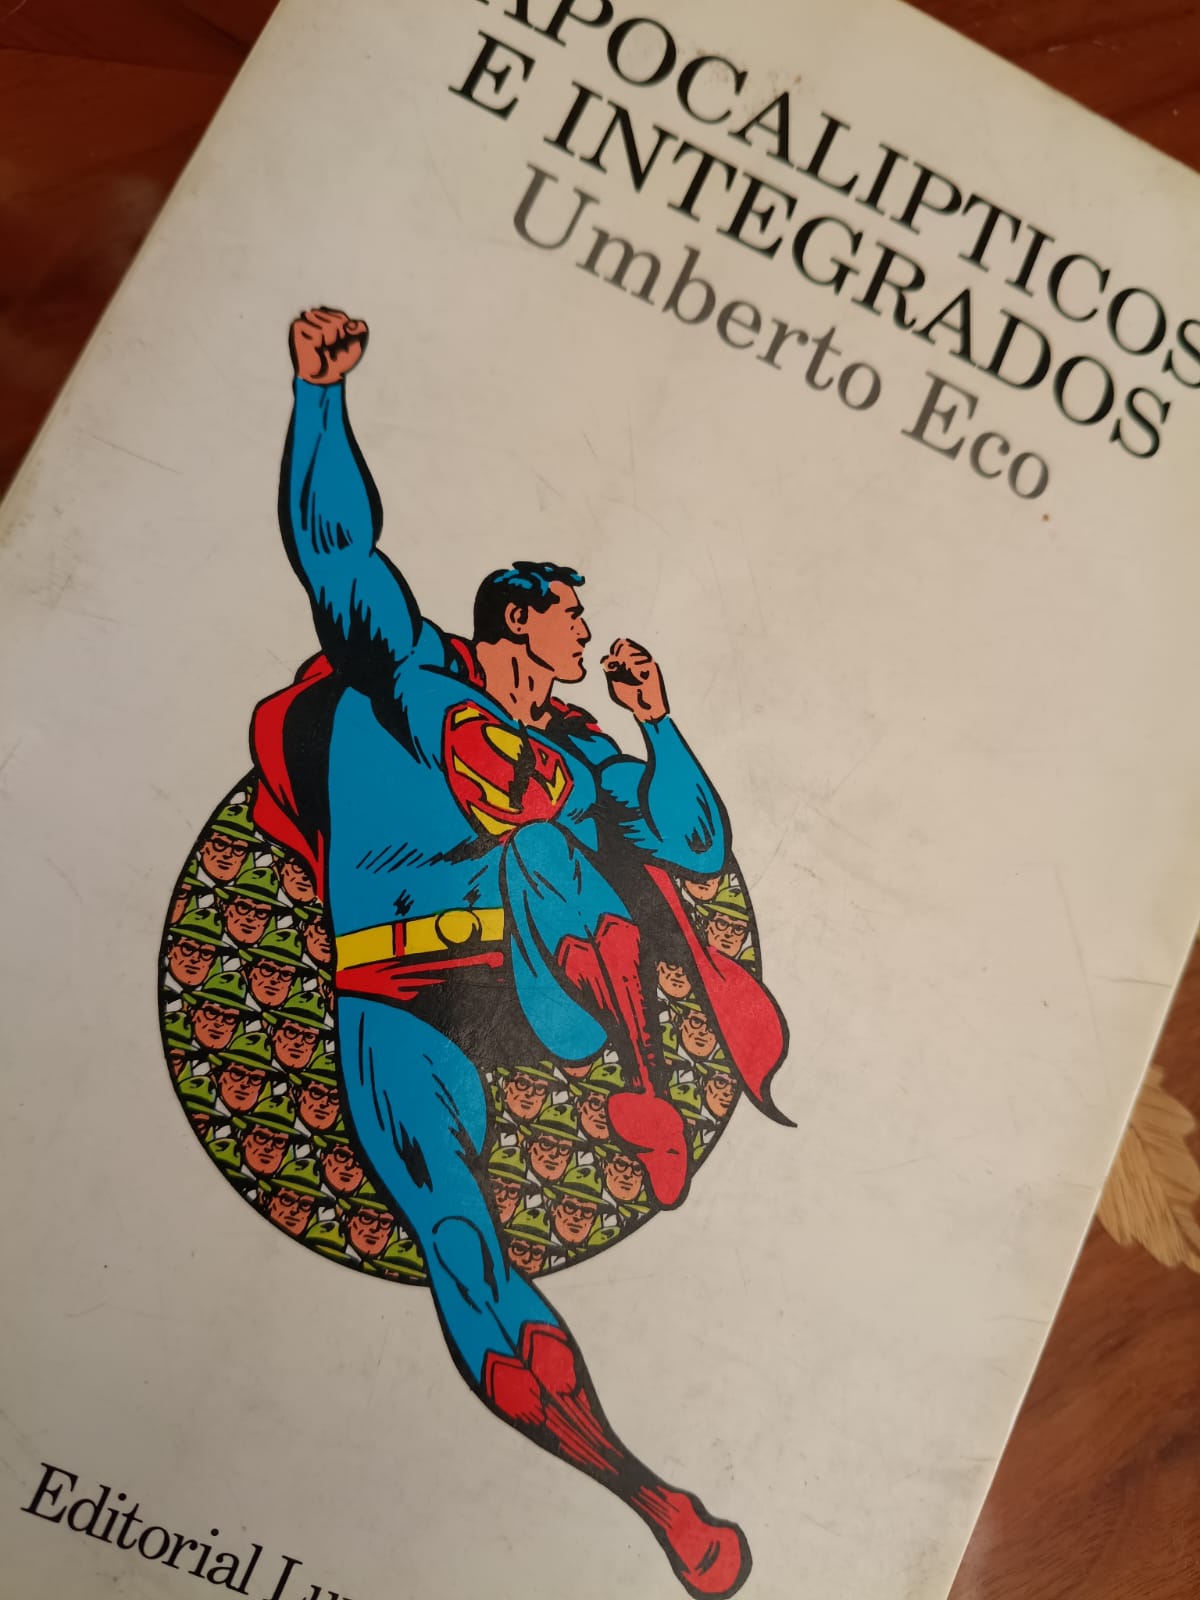 APOCALIPTICOS
E INTEGRADOS
Umberto Eco
Editorial